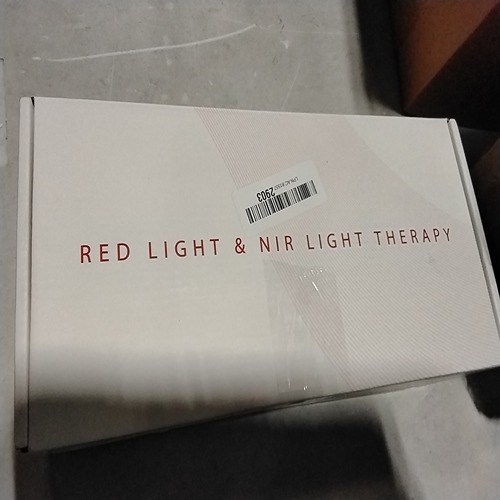 2903
RED LIGHT & NIR LIGHT THERAPY